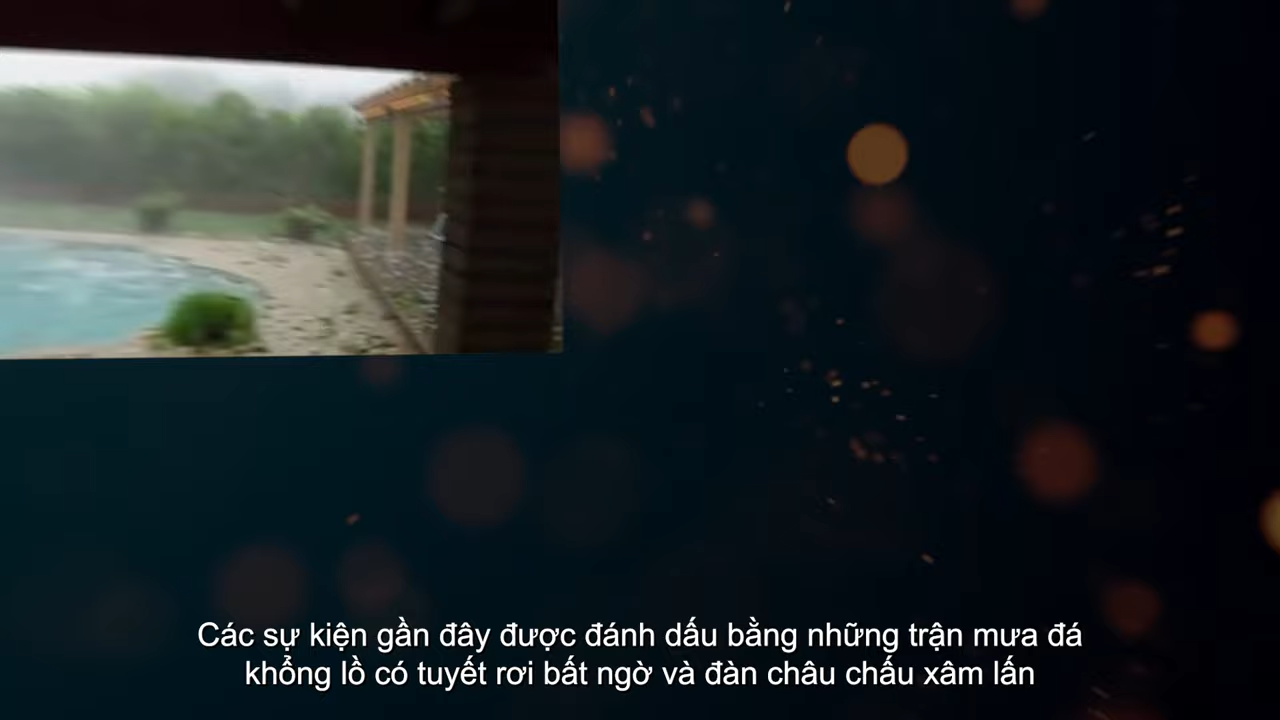 Các sự kiện gần đây được đánh dấu bằng những trận mưa đá
khổng lồ có tuyết rơi bất ngờ và đàn châu chấu xâm lấn